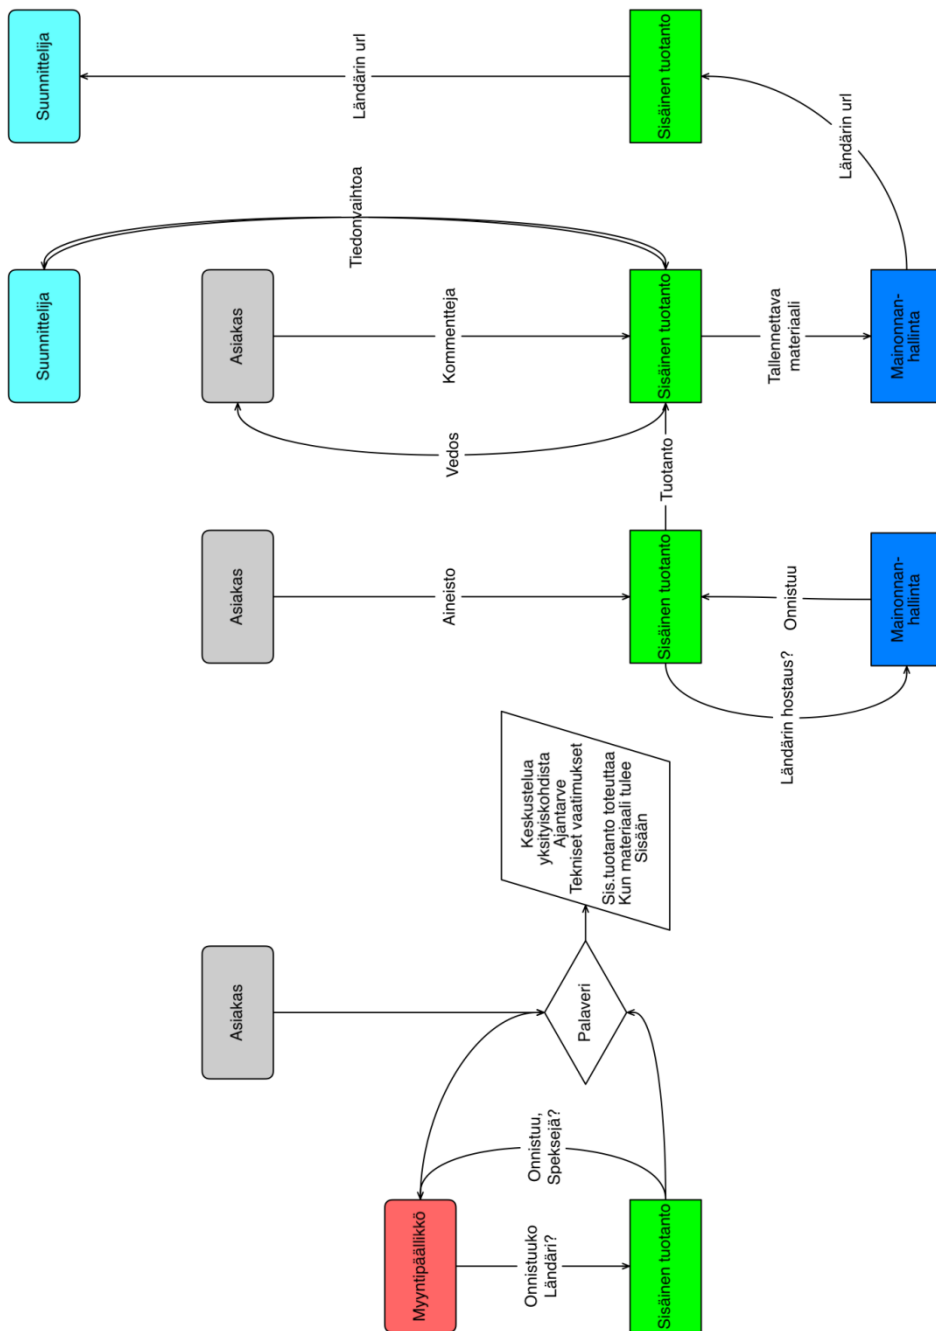 Suunnittelija
Suunnittelija
Ländärin url
Tiedonvaihtoa
Asiakas
Asiakas
Asiakas
Kommentteja
Vedos
Aineisto
Myyntipäällikkö
Onnistuu,
Speksejä?
Onnistuuko
Ländäri?
Palaveri
Keskustelua
yksityiskohdista
Ajantarve
Tekniset vaatimukset
Sis.tuotanto toteuttaa
Kun materiaali tulee
Sisään
Sisäinen tuotanto
Sisäinen tuotanto
Tuotanto
Sisäinen tuotanto
Sisäinen tuotanto
Ländärin hostaus?
Onnistuu
Tallennettava
materiaali
Ländärin url
Mainonnan-
hallinta
Mainonnan-
hallinta